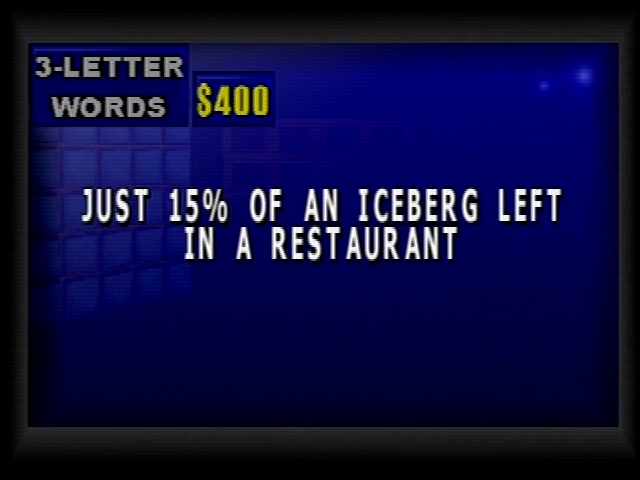 3-LETTER
WORDS
$400
JUST 15% OF AN ICEBERG LEFT
IN A RESTAURANT